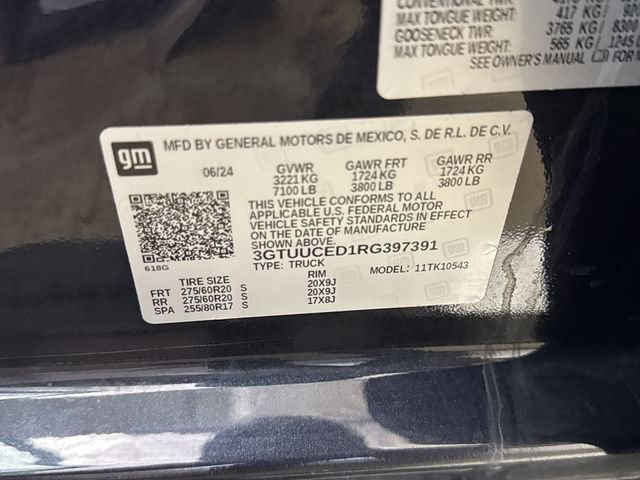 CONVENTIONAL TWR:
MAX TONGUE WEIGHT: 417 KG /
GOOSENECK TWR: 3765 KG / 8300
MAX TONGUE WEIGHT: 565 KG / 1245 L
SEE OWNER'S MANUAL FOR
gm
MFD BY GENERAL MOTORS DE MEXICO, S. DE R.L. DE C.V.
06/24 GVWR GAWR FRT GAWR RR
3221 KG 1724 KG 1724 KG
7100 LB 3800 LB 3800 LB
THIS VEHICLE CONFORMS TO ALL
APPLICABLE U.S. FEDERAL MOTOR
VEHICLE SAFETY STANDARDS IN EFFECT
ON THE DATE OF MANUFACTURE
SHOWN ABOVE.
3GTUUCED1RG397391
618G
TYPE: TRUCK MODEL: 11TK10543
TIRE SIZE RIM
FRT 275/60R20 S 20X9J
RR 275/60R20 S 20X9J
SPA 255/80R17 S 17X8J